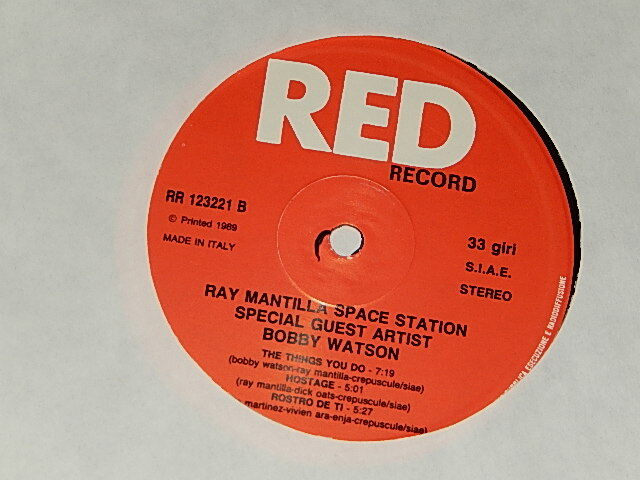 RED
RECORD
RR 123221 B
© Printed 1989
MADE IN ITALY
33 giri
S.I.A.E.
STEREO
RAY MANTILLA SPACE STATION
SPECIAL GUEST ARTIST
BOBBY WATSON
THE THINGS YOU DO - 7:19
(bobby watson-ray mantilla-crepuscule/siae)
HOSTAGE - 5:01
(ray mantilla-dick oats-crepuscule/siae)
ROSTRO DE TI - 5:27
martinez-vivien ara-enja-crepuscule/siae)
ESECUZIONE E RADIODIFFUSIONE